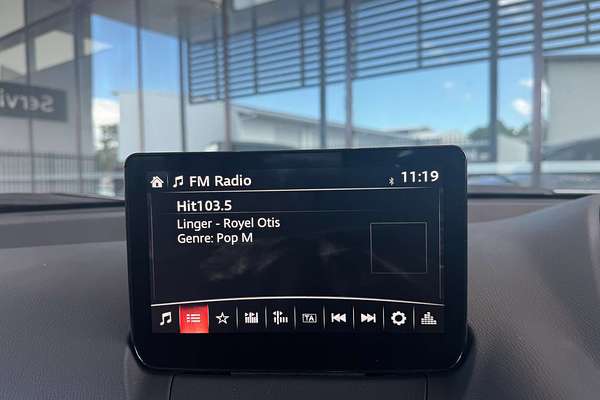 Servi
FM Radio
11:19
Hit103.5
Linger - Royel Otis
Genre: Pop M
TA